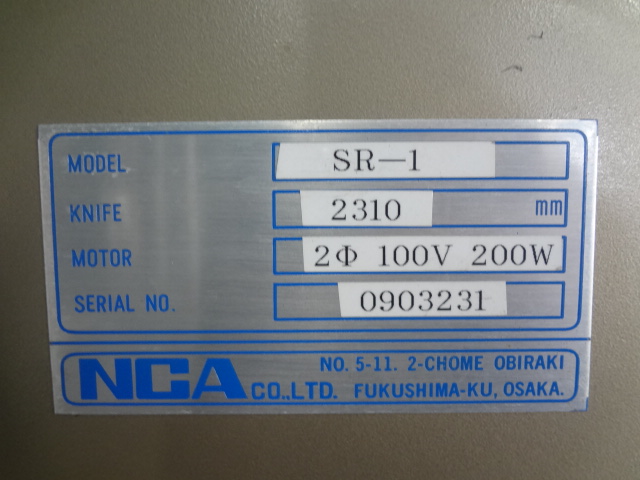 MODEL SR-1
KNIFE 2310 mm
MOTOR 2Φ 100V 200W
SERIAL NO. 0903231
NCA CO.,LTD. NO. 5-11. 2-CHOME OBIRAKI
FUKUSHIMA-KU, OSAKA.